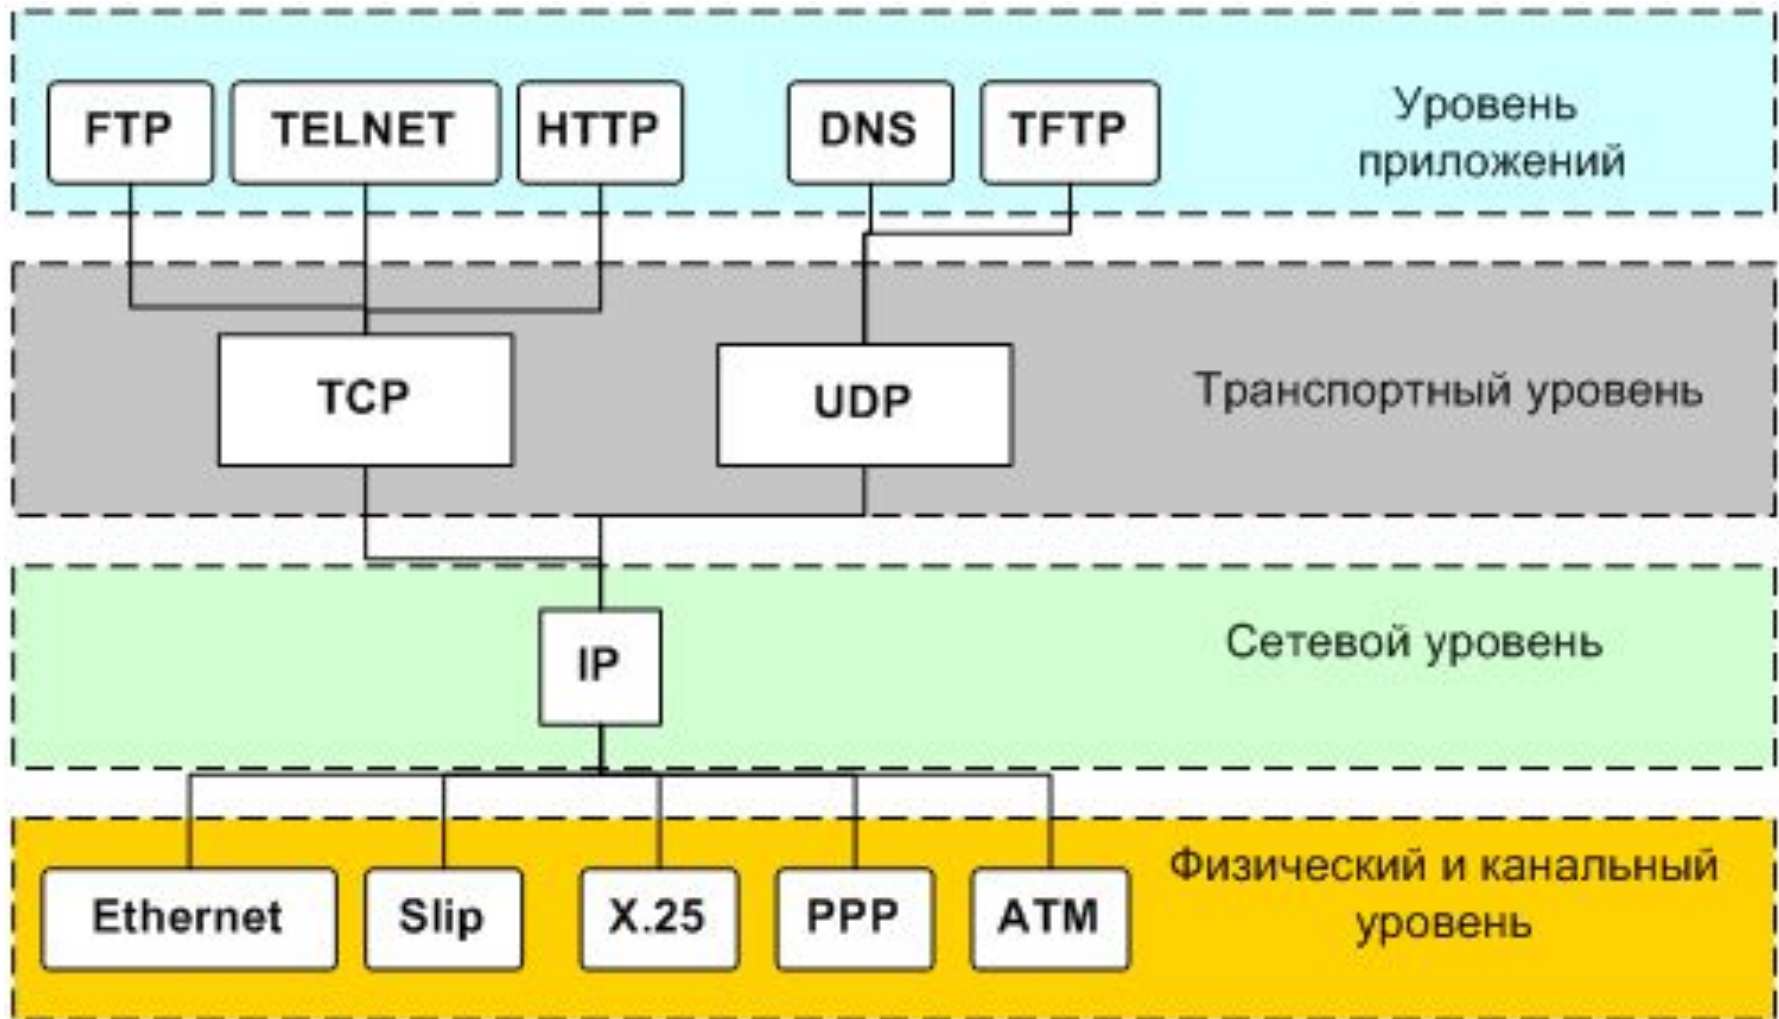 FTP TELNET HTTP DNS TFTP
Уровень
приложений
TCP UDP
Транспортный уровень
IP
Сетевой уровень
Физический и канальный
уровень
Ethernet Slip X.25 PPP ATM